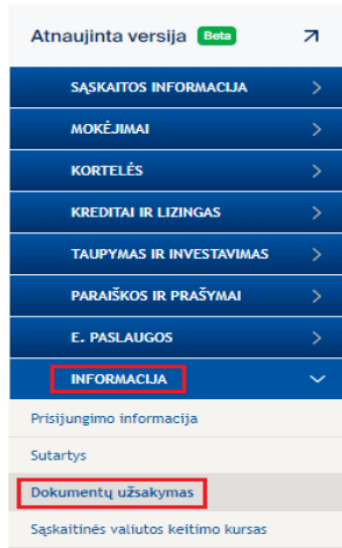 Atnaujinta versija Beta
SĄSKAITOS INFORMACIJA
MOKĖJIMAI
KORTELĖS
KREDITAI IR LIZINGAS
TAUPYMAS IR INVESTAVIMAS
PARAIŠKOS IR PRAŠYMAI
E. PASLAUGOS
INFORMACIJA
Prisijungimo informacija
Sutartys
Dokumentų užsakymas
Sąskaitinės valiutos keitimo kursas